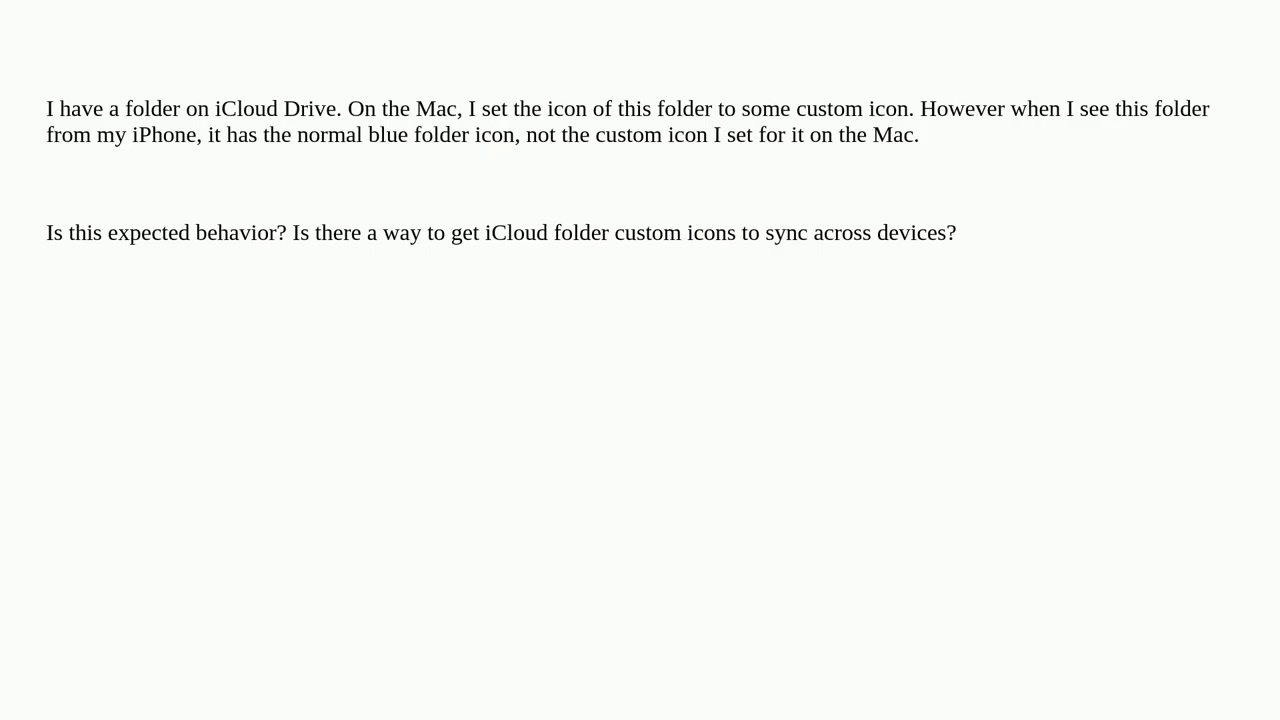 I have a folder on iCloud Drive. On the Mac, I set the icon of this folder to some custom icon. However when I see this folder
from my iPhone, it has the normal blue folder icon, not the custom icon I set for it on the Mac.
Is this expected behavior? Is there a way to get iCloud folder custom icons to sync across devices?